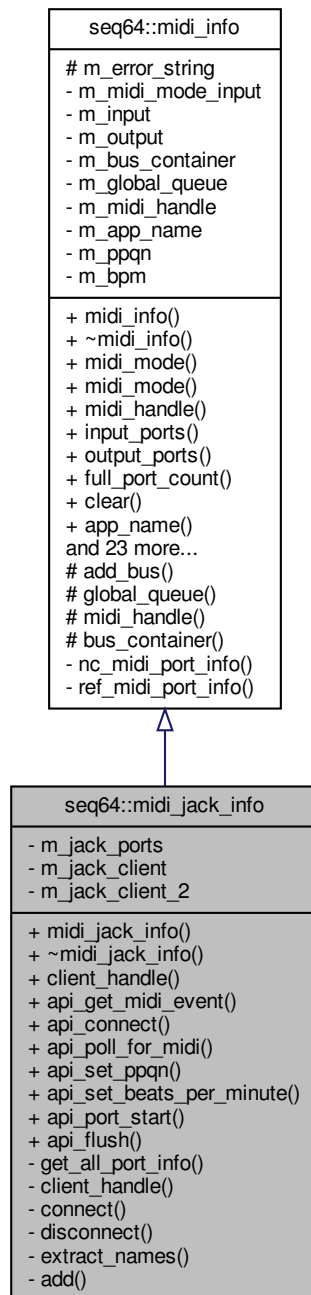 seq64::midi_info
# m_error_string
- m_midi_mode_input
- m_input
- m_output
- m_bus_container
- m_global_queue
- m_midi_handle
- m_app_name
- m_ppqn
- m_bpm
+ midi_info()
+ ~midi_info()
+ midi_mode()
+ midi_mode()
+ midi_handle()
+ input_ports()
+ output_ports()
+ full_port_count()
+ clear()
+ app_name()
and 23 more...
# add_bus()
# global_queue()
# midi_handle()
# bus_container()
- nc_midi_port_info()
- ref_midi_port_info()
seq64::midi_jack_info
- m_jack_ports
- m_jack_client
- m_jack_client_2
+ midi_jack_info()
+ ~midi_jack_info()
+ client_handle()
+ api_get_midi_event()
+ api_connect()
+ api_poll_for_midi()
+ api_set_ppqn()
+ api_set_beats_per_minute()
+ api_port_start()
+ api_flush()
- get_all_port_info()
- client_handle()
- connect()
- disconnect()
- extract_names()
- add()